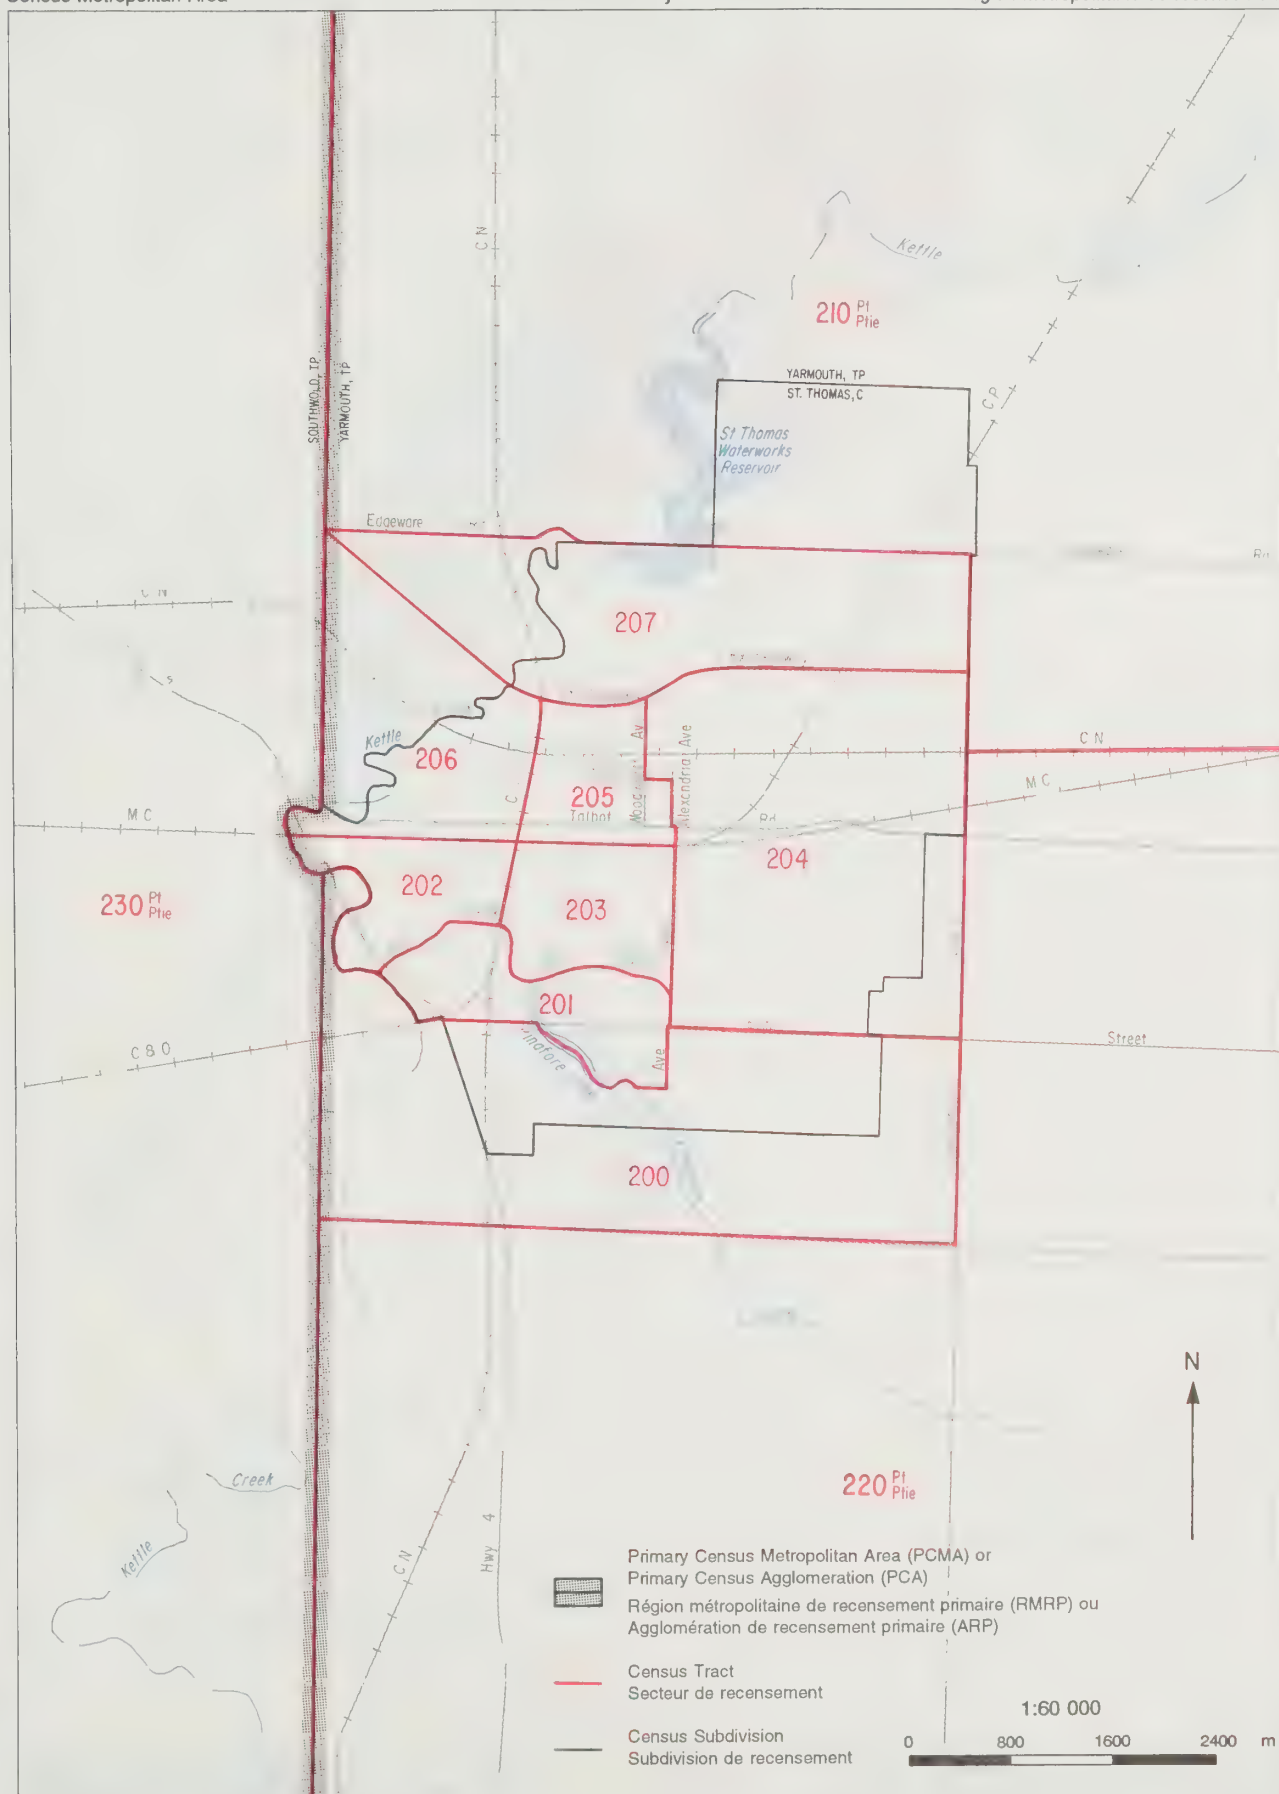 Census Metropolitan Area
CN
Kettle
210 Pt
Ptie
SOUTHWOLD, TP
YARMOUTH, TP
YARMOUTH, TP
ST. THOMAS, C
CP
St Thomas
Waterworks
Reservoir
Edgeware
Rd
CN
207
Kettle
206
Av
Alexandria Ave
CN
MC
205
Talbot
Rd
MC
204
202
203
230 Pt
Ptie
201
C&O
Pinafore
Ave
Street
200
N
Creek
Kettle
CN
Hwy 4
220 Pt
Ptie
Primary Census Metropolitan Area (PCMA) or
Primary Census Agglomeration (PCA)
Région métropolitaine de recensement primaire (RMRP) ou
Agglomération de recensement primaire (ARP)
Census Tract
Secteur de recensement
1:60 000
Census Subdivision
Subdivision de recensement
0 800 1600 2400 m